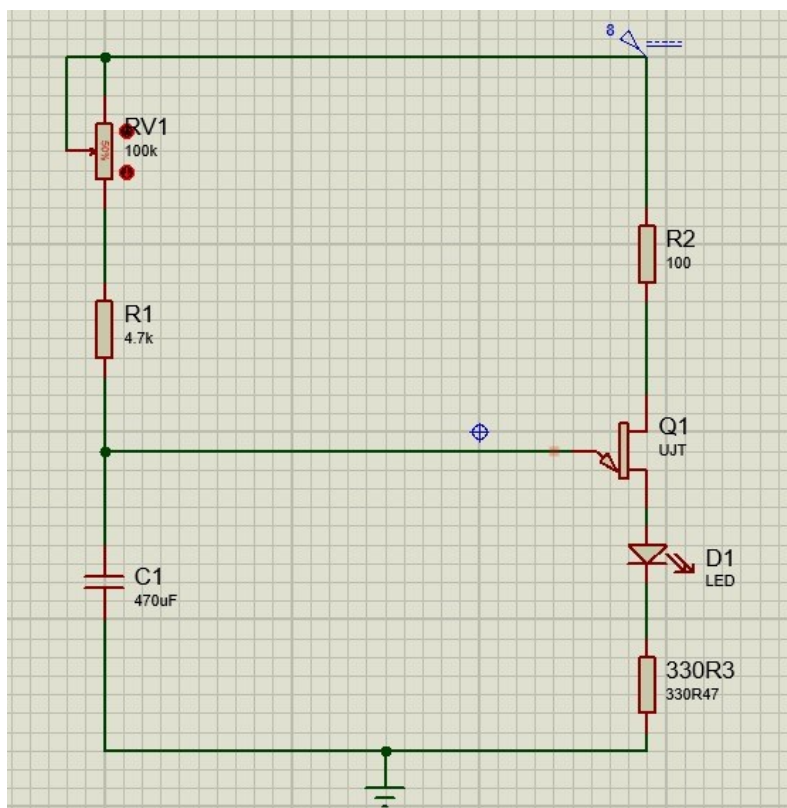 8
RV1
100k
50%
R1
4.7k
R2
100
Q1
UJT
C1
470uF
D1
LED
330R3
330R47